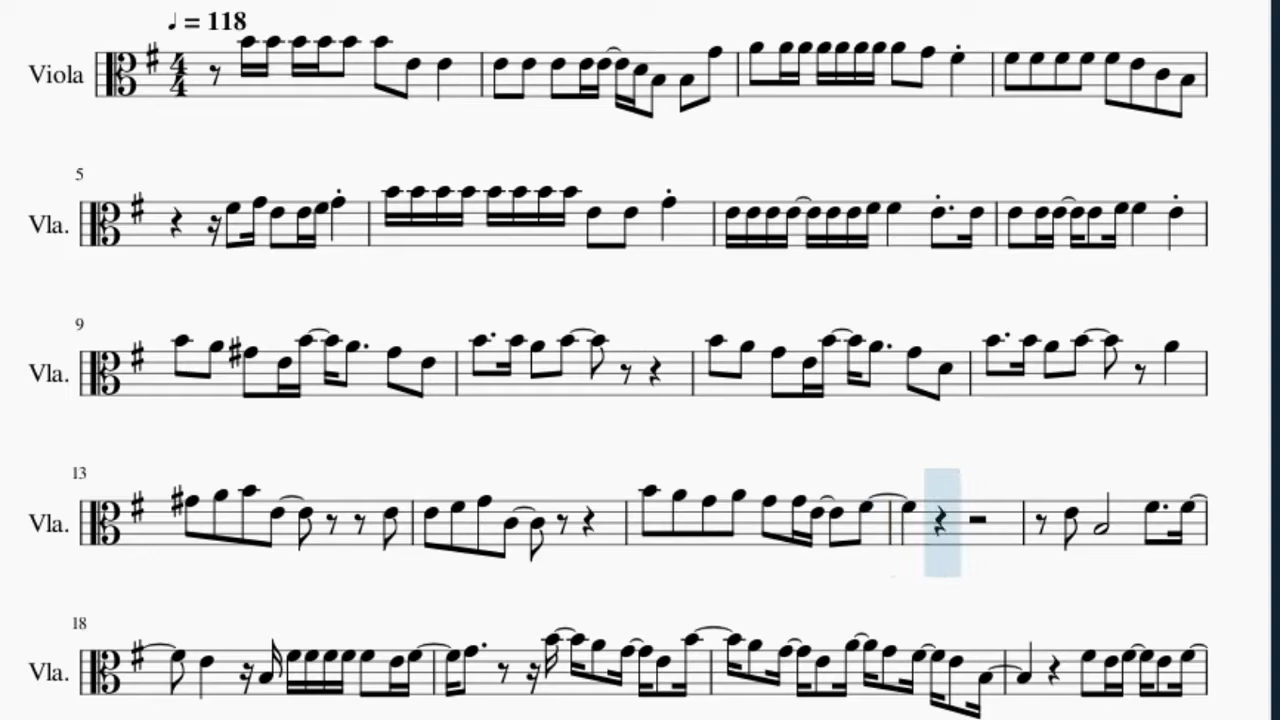 ♩ = 118
Viola
5
Vla.
9
Vla.
13
Vla.
18
Vla.